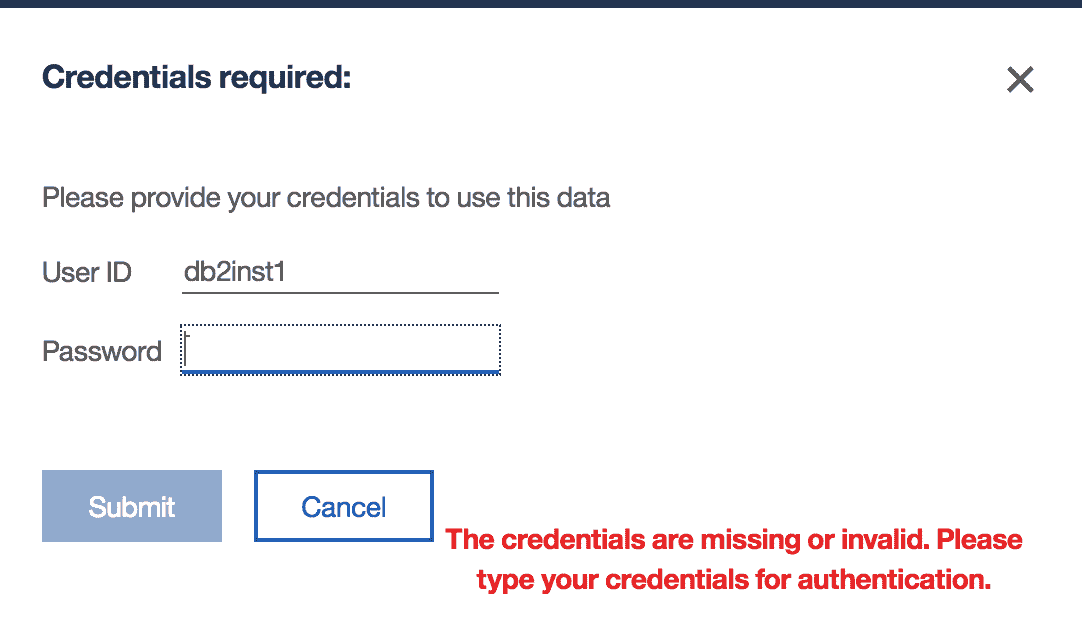 Credentials required:
Please provide your credentials to use this data
User ID db2inst1
Password
Submit Cancel
The credentials are missing or invalid. Please
type your credentials for authentication.